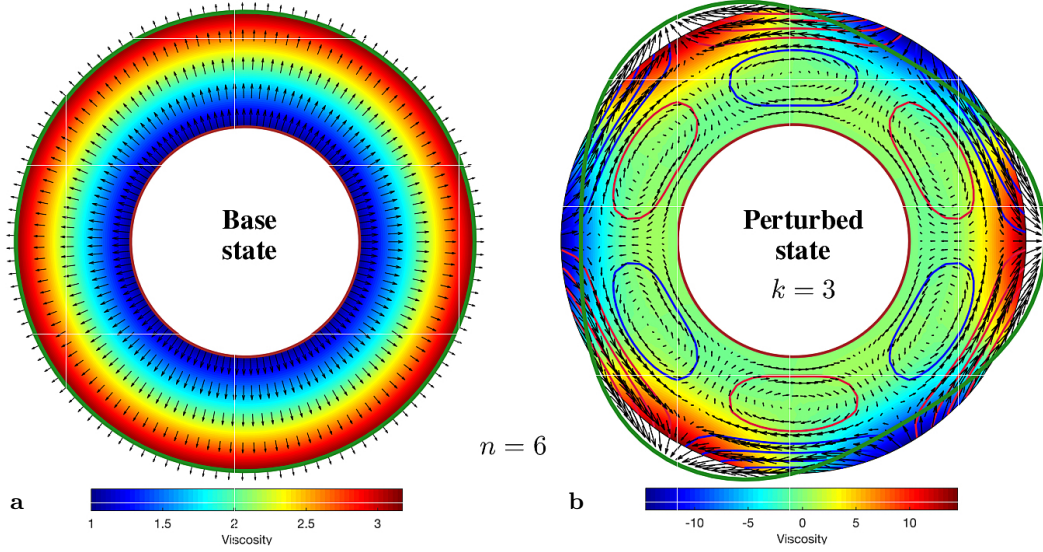 Base
state
Perturbed
state
k = 3
n = 6
a
b
1 1.5 2 2.5 3
Viscosity
-10 -5 0 5 10
Viscosity